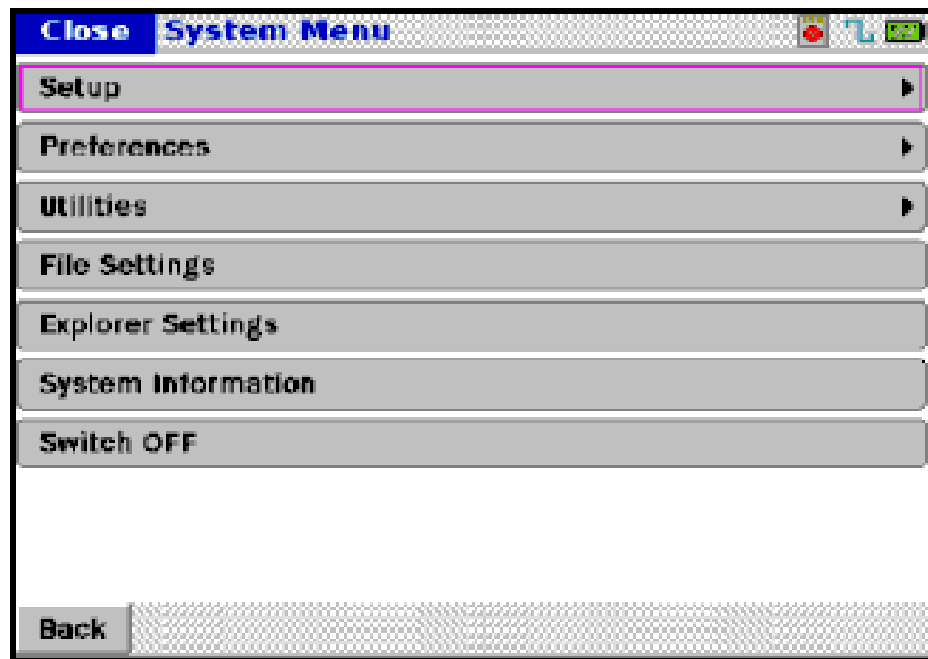 Close System Menu
Setup
Preferences
Utilities
File Settings
Explorer Settings
System Information
Switch OFF
Back